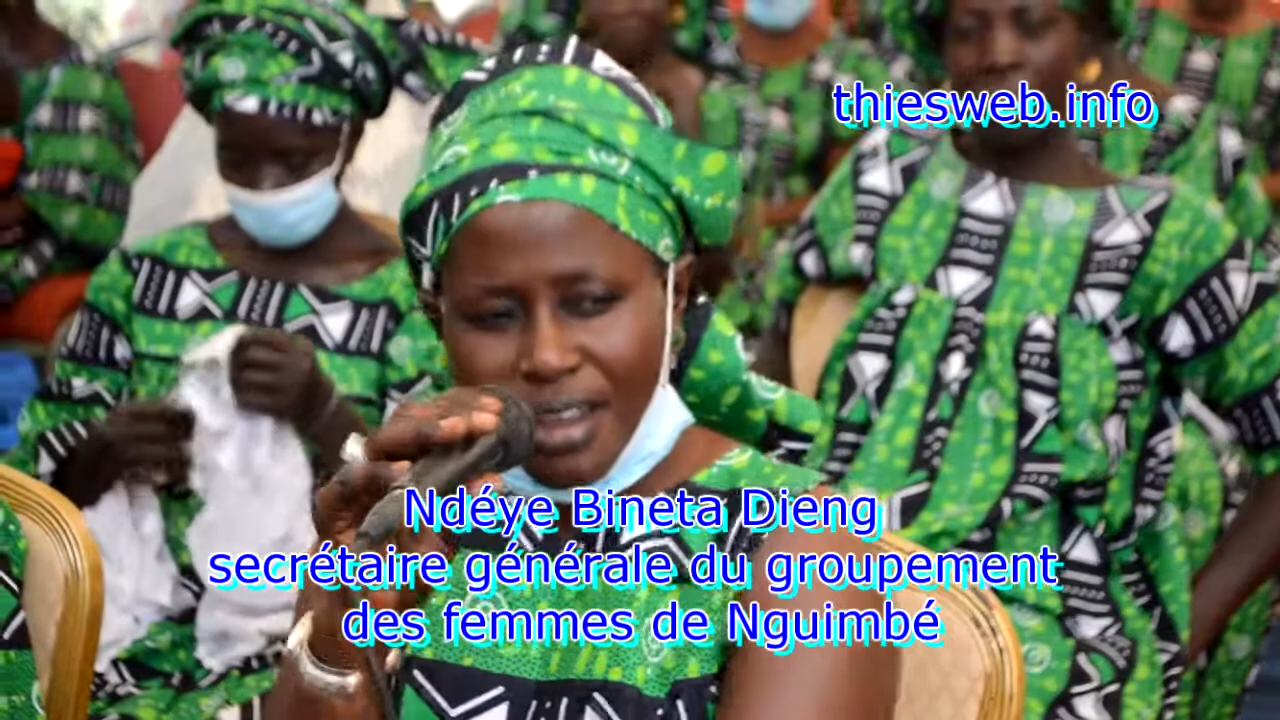 thiesweb.info
Ndéye Bineta Dieng
secrétaire générale du groupement
des femmes de Nguimbé